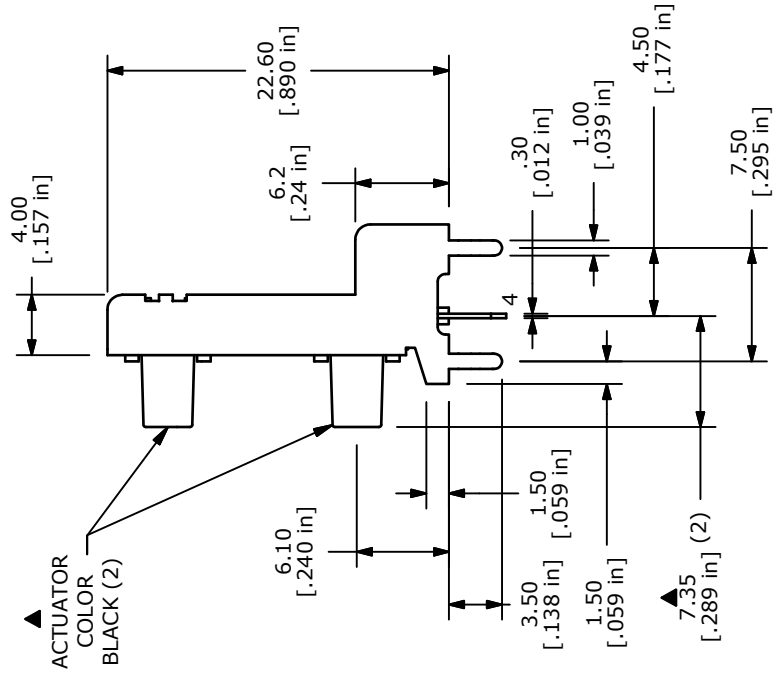 4.00
[.157 in]
22.60
[.890 in]
6.2
[.24 in]
.30
[.012 in]
1.00
[.039 in]
4.50
[.177 in]
7.50
[.295 in]
4
▲
ACTUATOR
COLOR
BLACK (2)
6.10
[.240 in]
1.50
[.059 in]
3.50
[.138 in]
1.50
[.059 in]
▲
7.35
[.289 in] (2)